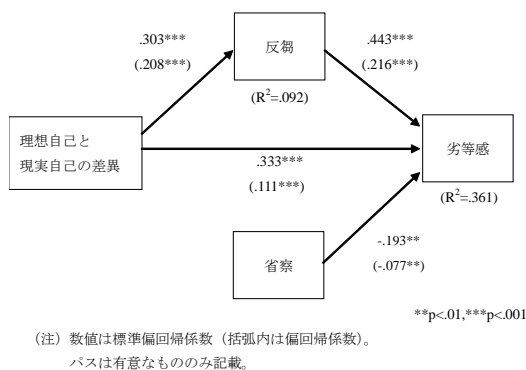 .303***
(.208***)
反芻
(R²=.092)
.443***
(.216***)
理想自己と
現実自己の差異
.333***
(.111***)
劣等感
(R²=.361)
省察
-.193**
(-.077**)
**p<.01,***p<.001
(注) 数値は標準偏回帰係数（括弧内は偏回帰係数）。
パスは有意なもののみ記載。